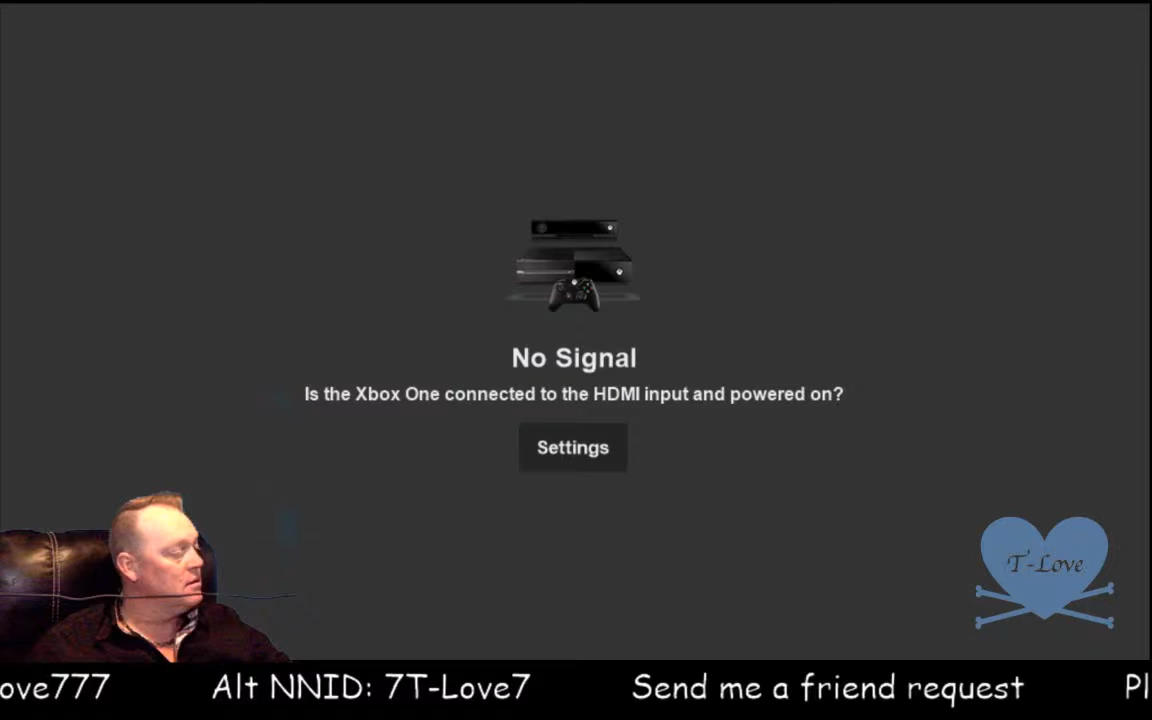 No Signal
Is the Xbox One connected to the HDMI input and powered on?
Settings
T-Love
ove777 Alt NNID: 7T-Love7 Send me a friend request Pl